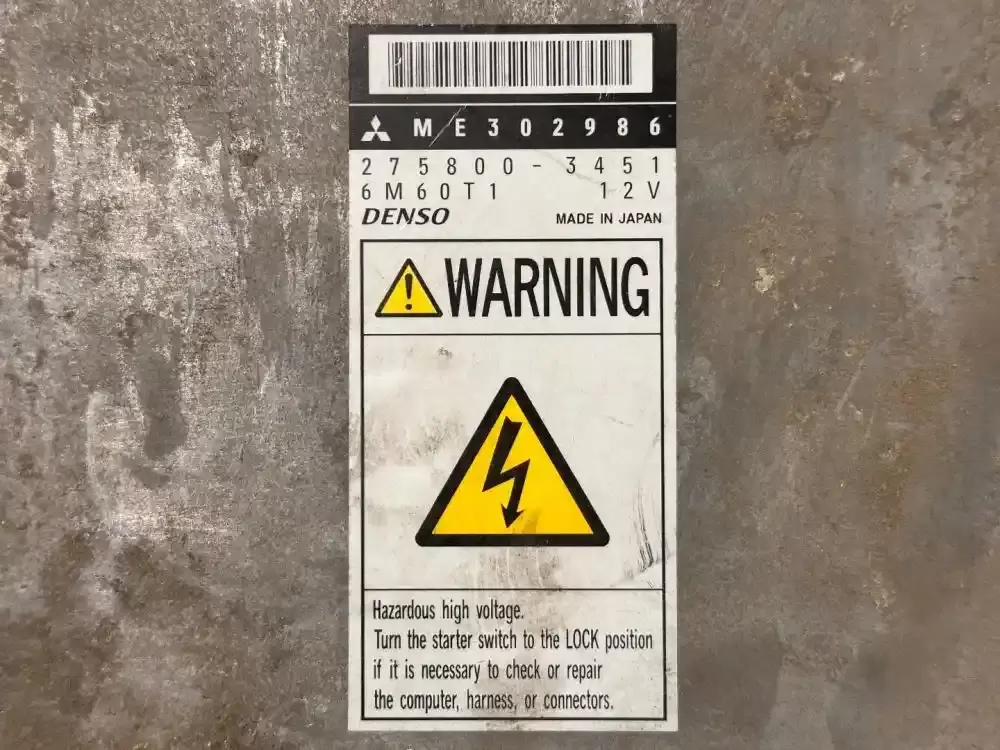 ME302986
275800-3451
6M60T1 12V
DENSO MADE IN JAPAN
WARNING
Hazardous high voltage.
Turn the starter switch to the LOCK position
if it is necessary to check or repair
the computer, harness, or connectors.